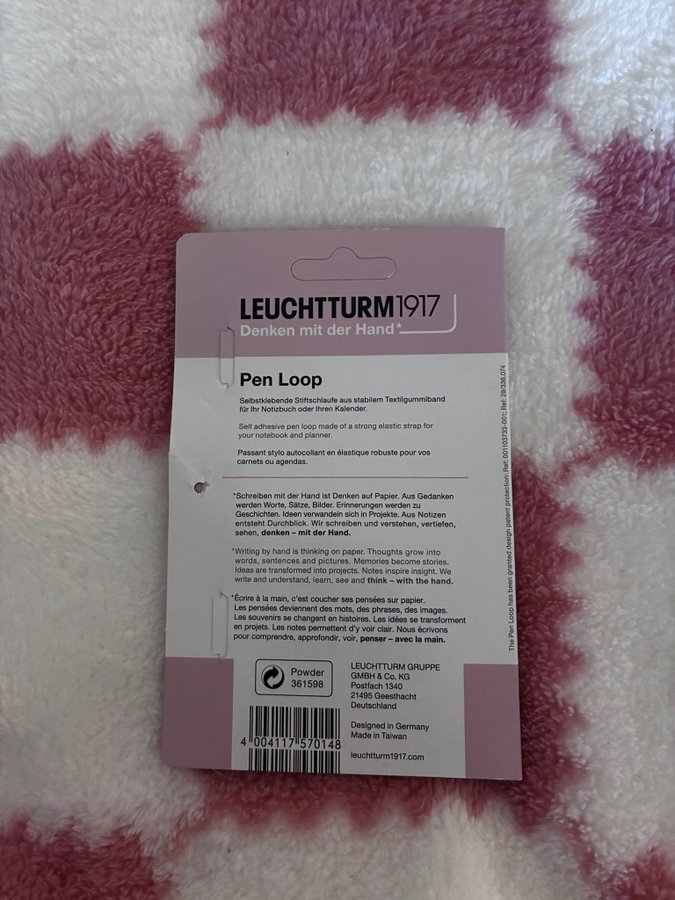 LEUCHTTURM1917
Denken mit der Hand*
Pen Loop
Selbstklebende Stiftschlaufe aus stabilem Textilgummiband
für Ihr Notizbuch oder Ihren Kalender.
Self adhesive pen loop made of a strong elastic strap for
your notebook and planner.
Passant stylo autocollant en élastique robuste pour vos
carnets ou agendas.
*Schreiben mit der Hand ist Denken auf Papier. Aus Gedanken
werden Worte, Sätze, Bilder. Erinnerungen werden zu
Geschichten. Ideen verwandeln sich in Projekte. Aus Notizen
entsteht Durchblick. Wir schreiben und verstehen, vertiefen,
sehen, denken – mit der Hand.
*Writing by hand is thinking on paper. Thoughts grow into
words, sentences and pictures. Memories become stories.
Ideas are transformed into projects. Notes inspire insight. We
write and understand, learn, see and think – with the hand.
*Écrire à la main, c'est coucher ses pensées sur papier.
Les pensées deviennent des mots, des phrases, des images.
Les souvenirs se changent en histoires. Les idées se transforment
en projets. Les notes permettent d'y voir clair. Nous écrivons
pour comprendre, approfondir, voir, penser – avec la main.
The Pen Loop has been granted design patent protection: Ref: 001103733-001; Ref: 29/336,074
Powder
361598
4 004117 570148
LEUCHTTURM GRUPPE
GMBH & Co. KG
Postfach 1340
21495 Geesthacht
Deutschland
Designed in Germany
Made in Taiwan
leuchtturm1917.com